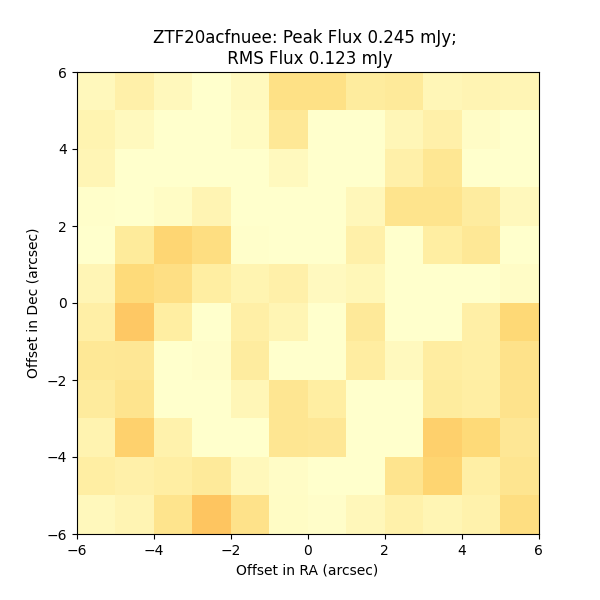 ZTF20acfnuee: Peak Flux 0.245 mJy;
RMS Flux 0.123 mJy
6
4
2
0
−2
−4
−6
Offset in Dec (arcsec)
−6 −4 −2 0 2 4 6
Offset in RA (arcsec)